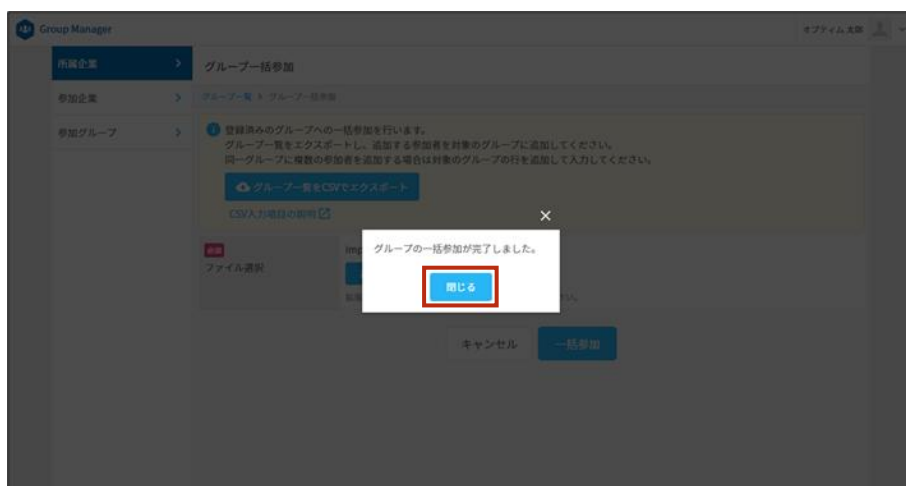 Group Manager
オプティム 太郎
所属企業
参加企業
参加グループ
グループ一括参加
グループ一覧 グループ一括参加
登録済みのグループへの一括参加を行います。
グループ一覧をエクスポートし、追加する参加者を対象のグループに追加してください。
同一グループに複数の参加者を追加する場合は対象のグループの行を追加して入力してください。
グループ一覧をCSVでエクスポート
CSV入力項目の説明
必須
ファイル選択
imp
グループの一括参加が完了しました。
閉じる
キャンセル
一括参加